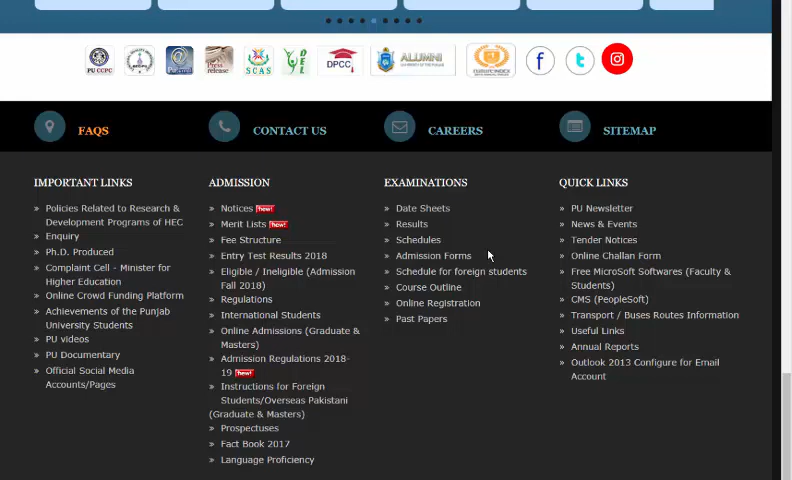 PU CCPC
Press
release
SCAS
DEL
DPCC
ALUMNI
UNIVERSITY OF THE PUNJAB
f
t
FAQS
CONTACT US
CAREERS
SITEMAP
IMPORTANT LINKS
» Policies Related to Research &
Development Programs of HEC
» Enquiry
» Ph.D. Produced
» Complaint Cell - Minister for
Higher Education
» Online Crowd Funding Platform
» Achievements of the Punjab
University Students
» PU videos
» PU Documentary
» Official Social Media
Accounts/Pages
ADMISSION
» Notices new!
» Merit Lists new!
» Fee Structure
» Entry Test Results 2018
» Eligible / Ineligible (Admission
Fall 2018)
» Regulations
» International Students
» Online Admissions (Graduate &
Masters)
» Admission Regulations 2018-
19 new!
» Instructions for Foreign
Students/Overseas Pakistani
(Graduate & Masters)
» Prospectuses
» Fact Book 2017
» Language Proficiency
EXAMINATIONS
» Date Sheets
» Results
» Schedules
» Admission Forms
» Schedule for foreign students
» Course Outline
» Online Registration
» Past Papers
QUICK LINKS
» PU Newsletter
» News & Events
» Tender Notices
» Online Challan Form
» Free MicroSoft Softwares (Faculty &
Students)
» CMS (PeopleSoft)
» Transport / Buses Routes Information
» Useful Links
» Annual Reports
» Outlook 2013 Configure for Email
Account